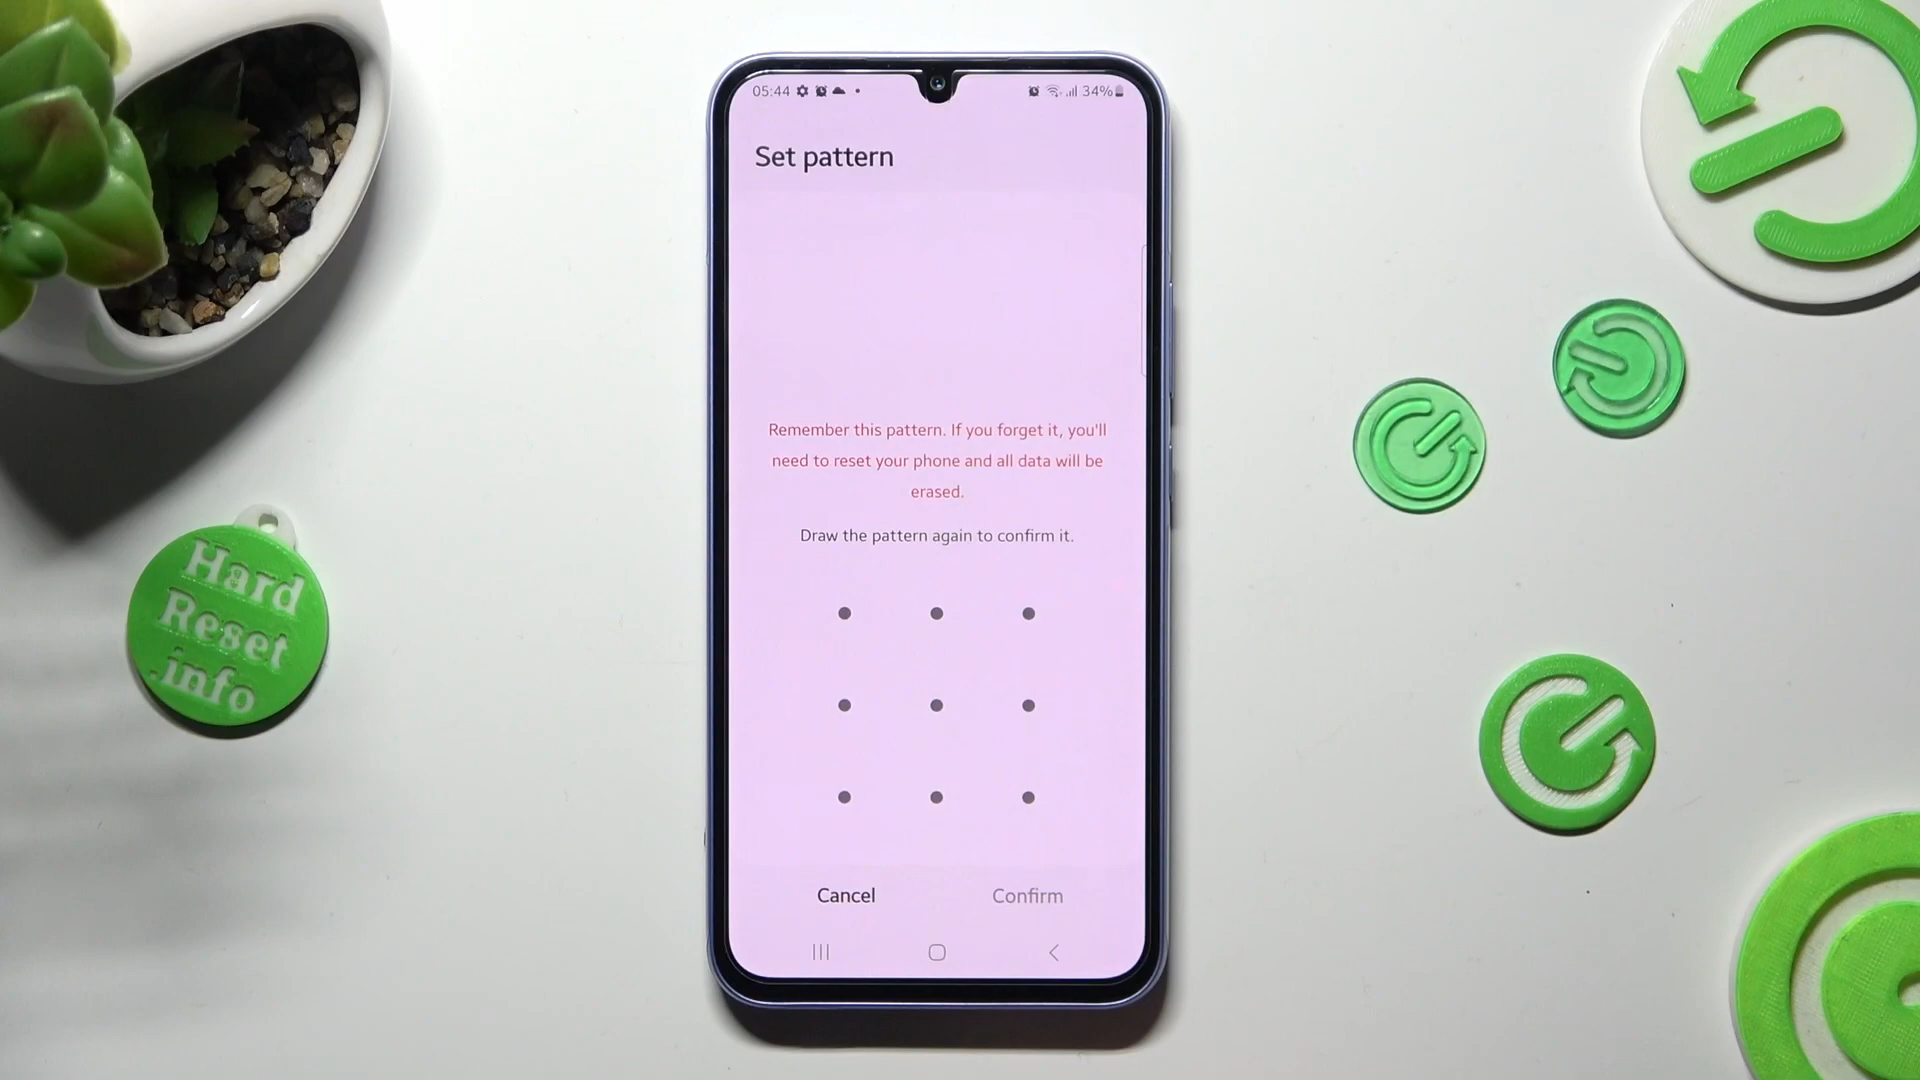 05:44
34%
Set pattern
Remember this pattern. If you forget it, you'll
need to reset your phone and all data will be
erased.
Draw the pattern again to confirm it.
Cancel
Confirm
Hard
Reset
.info